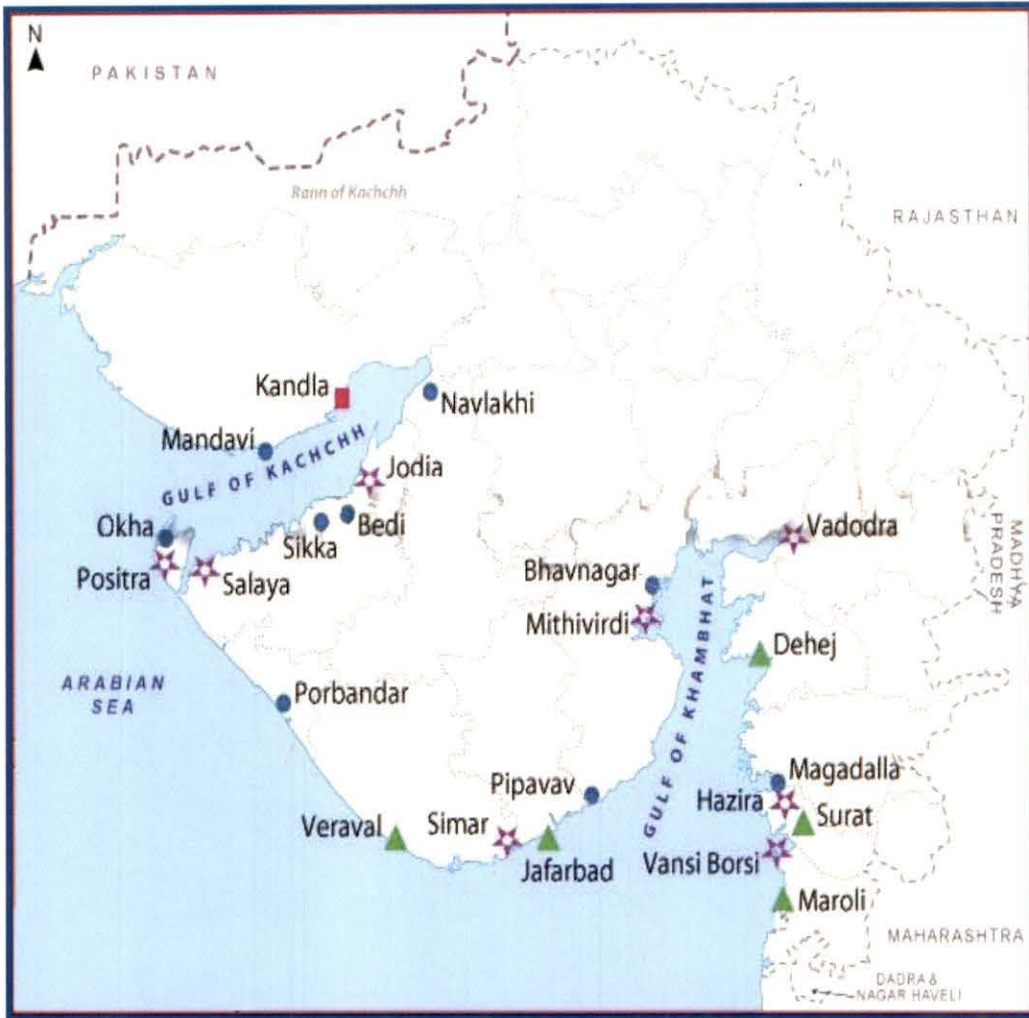 N
PAKISTAN
Rann of Kachchh
RAJASTHAN
Kandla
Navlakhi
Mandavi
GULF OF KACHCHH
Jodia
Okha
Bedi
Sikka
Vadodra
MADHYA
PRADESH
Positra
Salaya
Bhavnagar
Mithivirdi
GULF OF KHAMBHAT
Dehej
ARABIAN
SEA
Porbandar
Pipavav
Magadalla
Hazira
Surat
Veraval
Simar
Jafarbad
Vansi Borsi
Maroli
MAHARASHTRA
DADRA &
NAGAR HAVELI